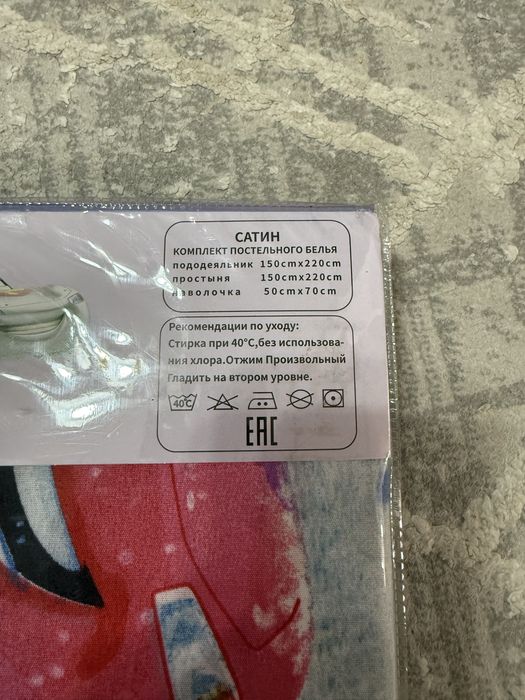 САТИН
КОМПЛЕКТ ПОСТЕЛЬНОГО БЕЛЬЯ
пододеяльник 150cmx220cm
простыня 150cmx220cm
наволочка 50cmx70cm
Рекомендации по уходу:
Стирка при 40°С,без использова-
ния хлора.Отжим Произвольный
Гладить на втором уровне.
40°C
EAC